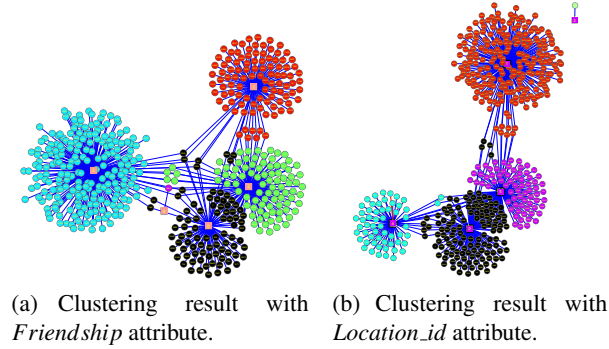 (a) Clustering result with
Friendship attribute.
(b) Clustering result with
Location_id attribute.